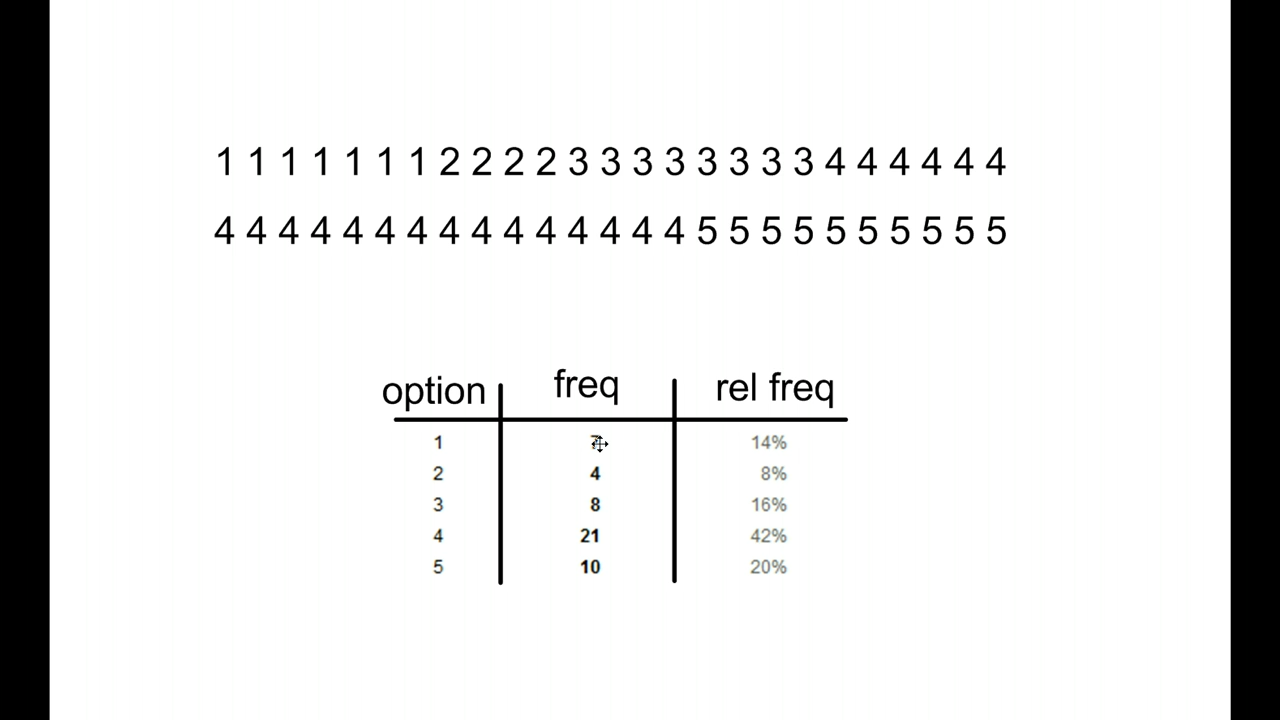 1 1 1 1 1 1 1 2 2 2 2 3 3 3 3 3 3 3 3 4 4 4 4 4 4
4 4 4 4 4 4 4 4 4 4 4 4 4 4 4 5 5 5 5 5 5 5 5 5 5
option freq rel freq
1 7 14%
2 4 8%
3 8 16%
4 21 42%
5 10 20%